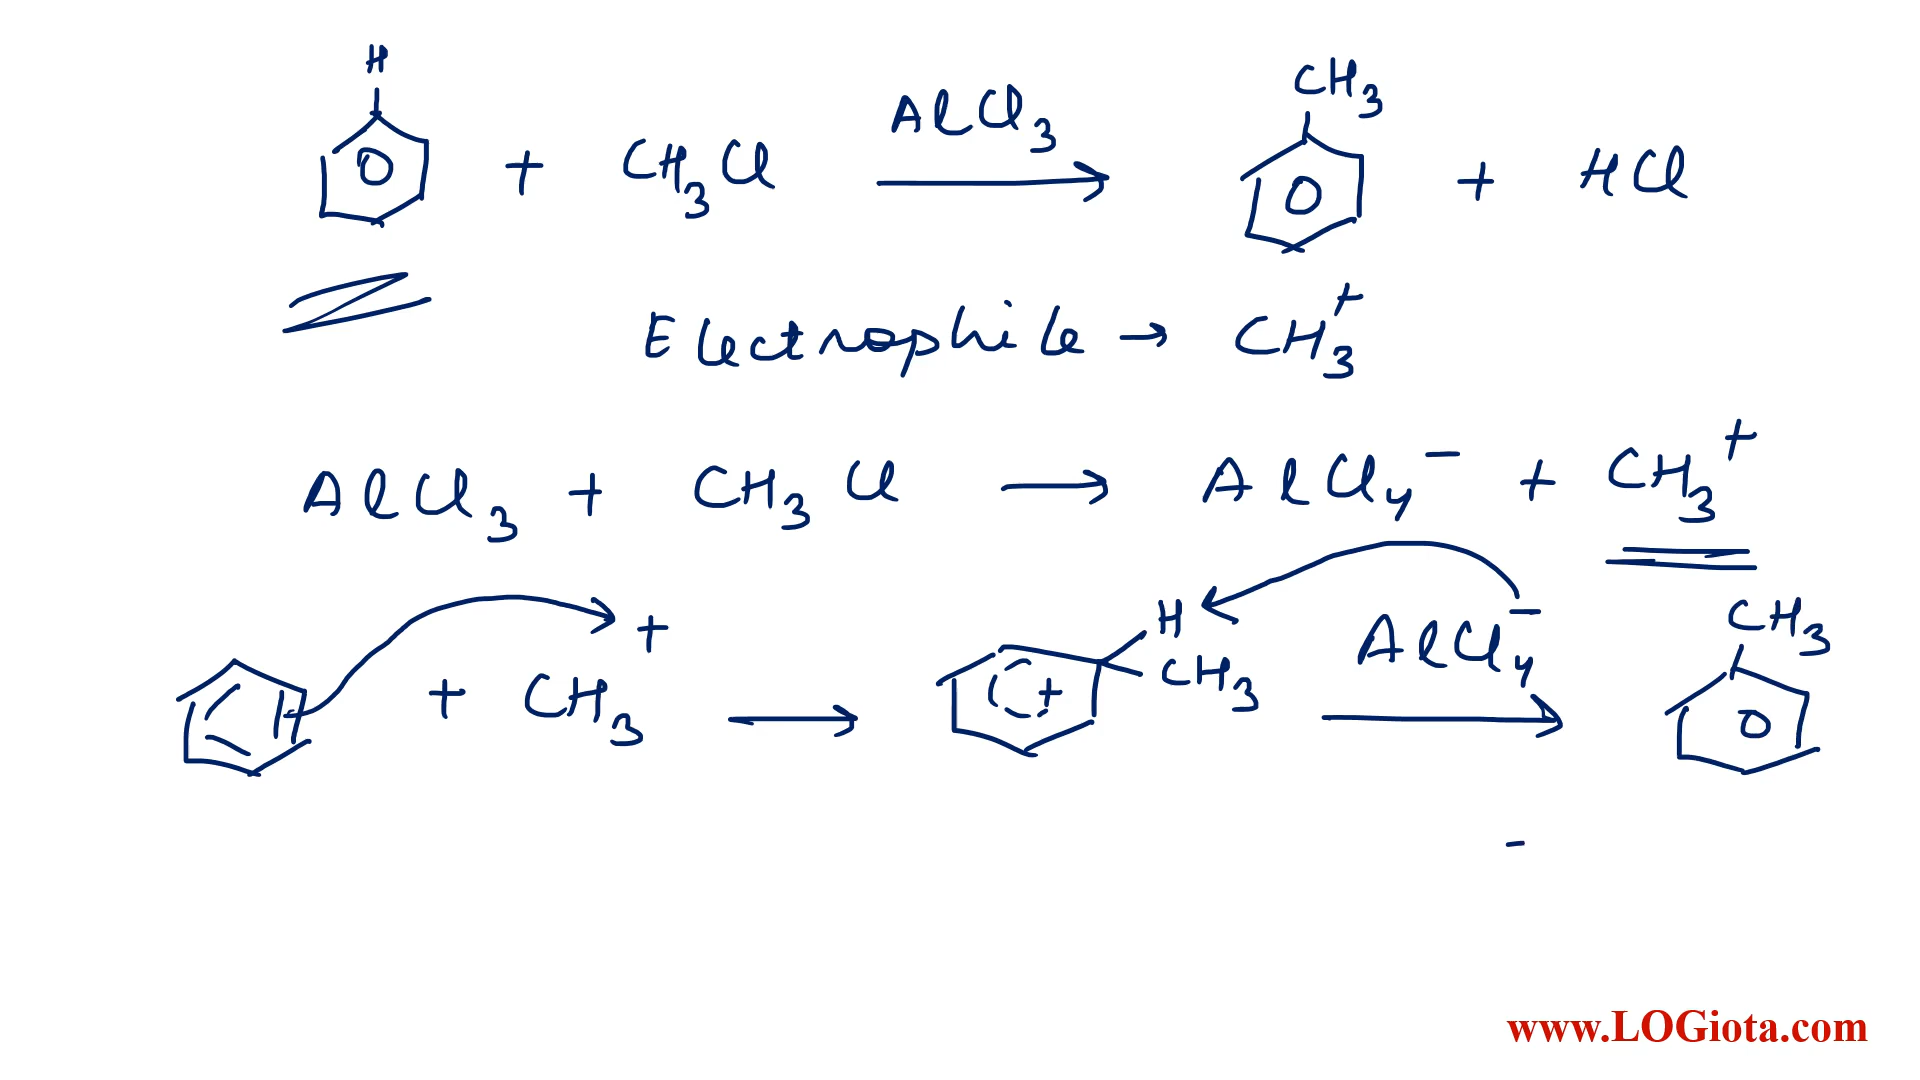 H
+ CH3Cl AlCl3 → CH3 + HCl
Electrophile → CH3+
AlCl3 + CH3Cl → AlCl4− + CH3+
+ CH3+ → + H CH3 AlCl4− → CH3
−
www.LOGiota.com